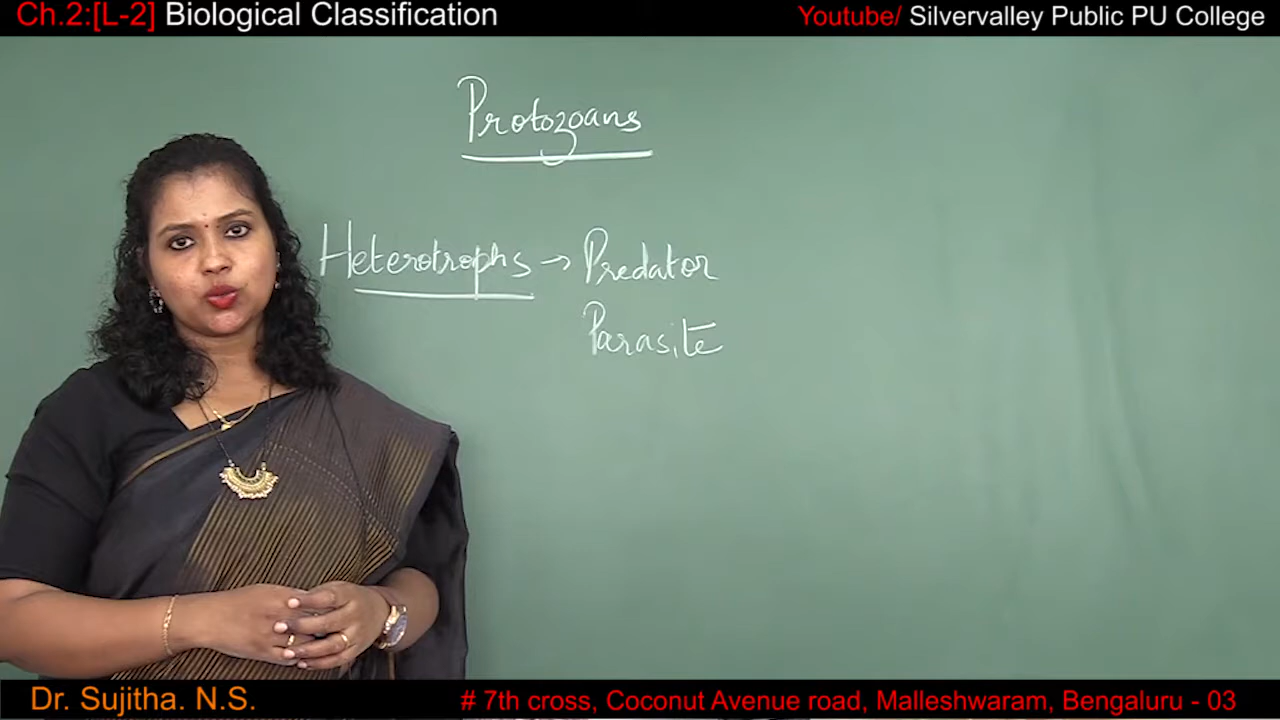 Ch.2:[L-2] Biological Classification
Youtube/ Silvervalley Public PU College
Protozoans
Heterotrophs → Predator
Parasite
Dr. Sujitha. N.S.
# 7th cross, Coconut Avenue road, Malleshwaram, Bengaluru - 03